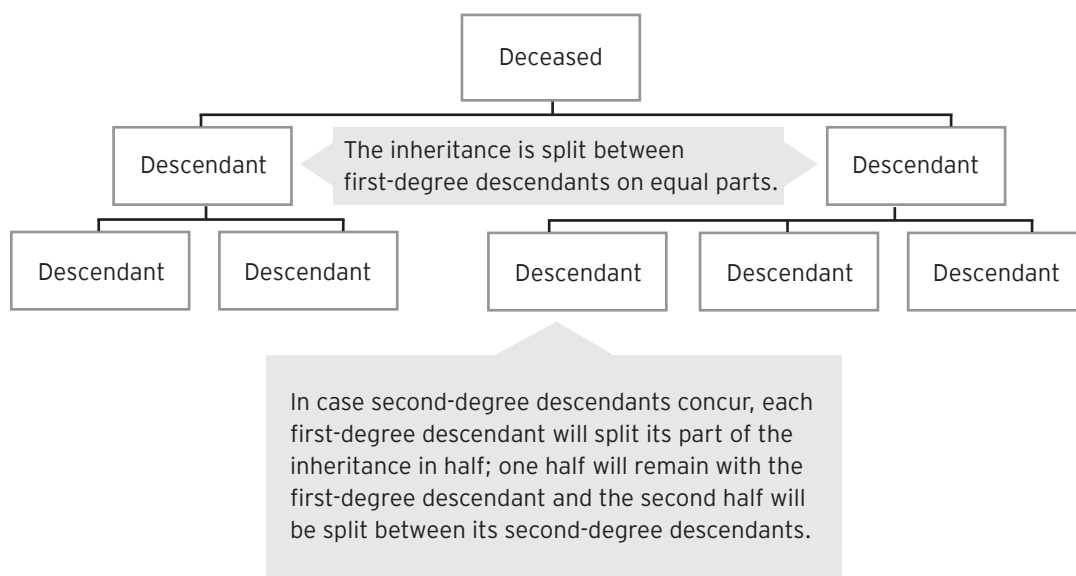 Deceased
Descendant
The inheritance is split between
first-degree descendants on equal parts.
Descendant
Descendant
Descendant
Descendant
Descendant
Descendant
In case second-degree descendants concur, each
first-degree descendant will split its part of the
inheritance in half; one half will remain with the
first-degree descendant and the second half will
be split between its second-degree descendants.